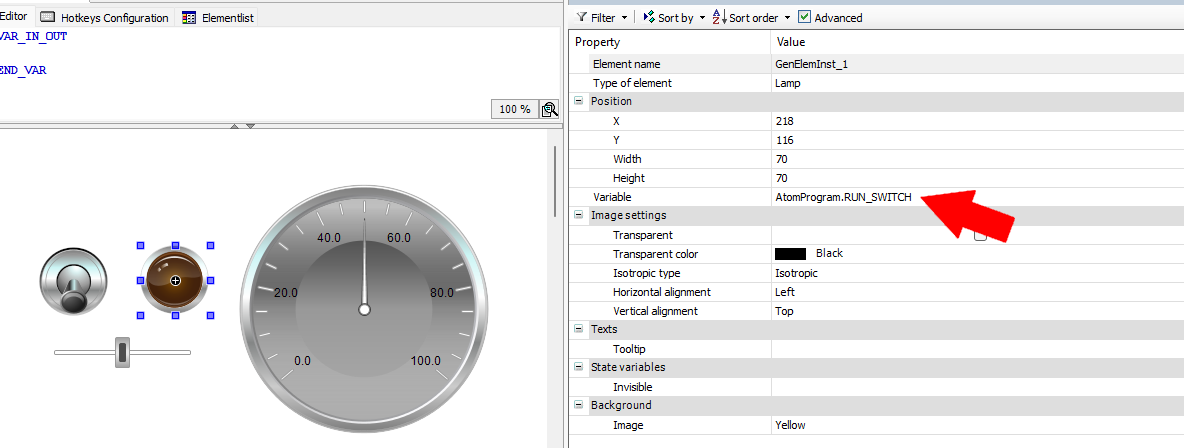 Editor Hotkeys Configuration Elementlist
VAR_IN_OUT
END_VAR
100 %
40.0 60.0
20.0 80.0
0.0 100.0
Filter Sort by Sort order Advanced
Property Value
Element name GenElemInst_1
Type of element Lamp
Position
X 218
Y 116
Width 70
Height 70
Variable AtomProgram.RUN_SWITCH
Image settings
Transparent
Transparent color Black
Isotropic type Isotropic
Horizontal alignment Left
Vertical alignment Top
Texts
Tooltip
State variables
Invisible
Background
Image Yellow